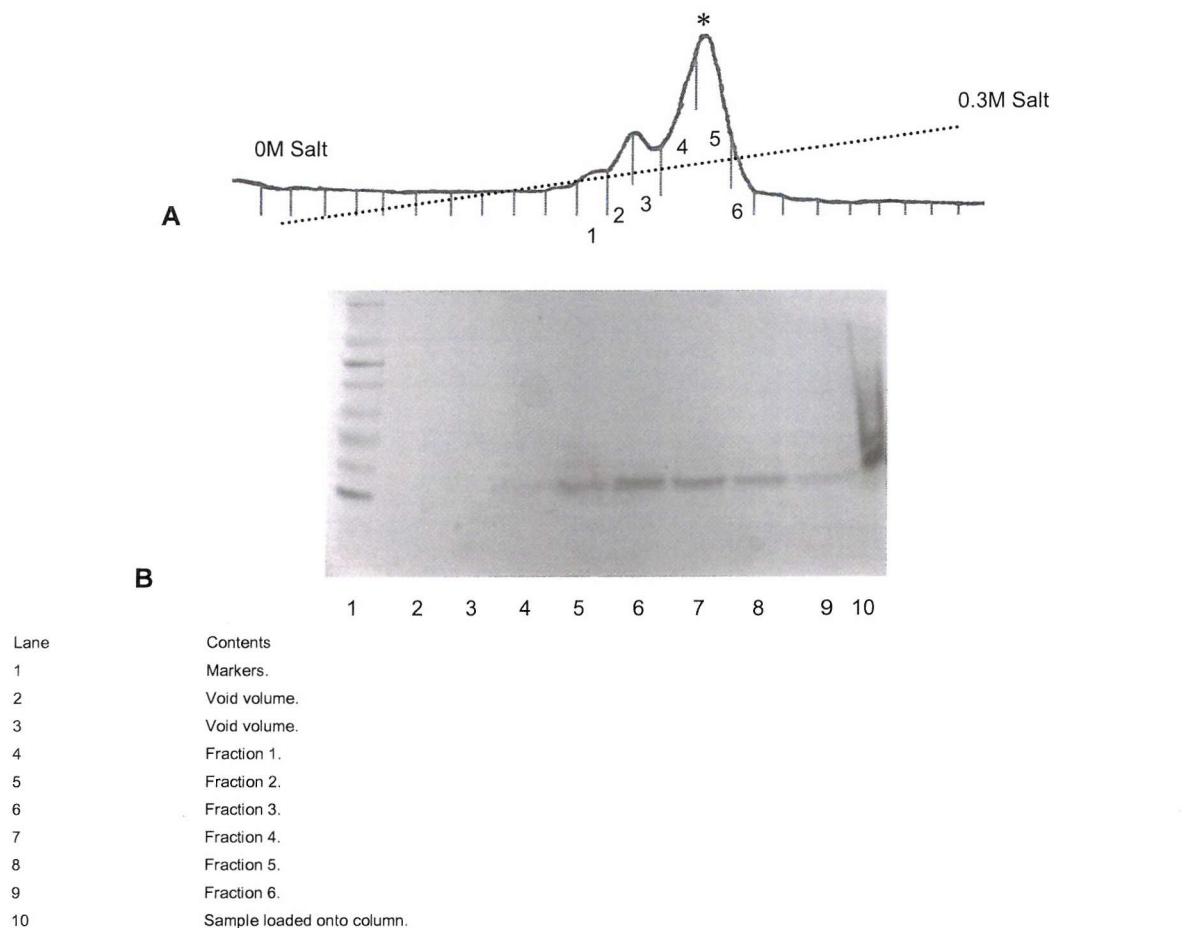 *
0.3M Salt
0M Salt
4 5
A
2 3 6
1
B
1 2 3 4 5 6 7 8 9 10
Lane Contents
1 Markers.
2 Void volume.
3 Void volume.
4 Fraction 1.
5 Fraction 2.
6 Fraction 3.
7 Fraction 4.
8 Fraction 5.
9 Fraction 6.
10 Sample loaded onto column.